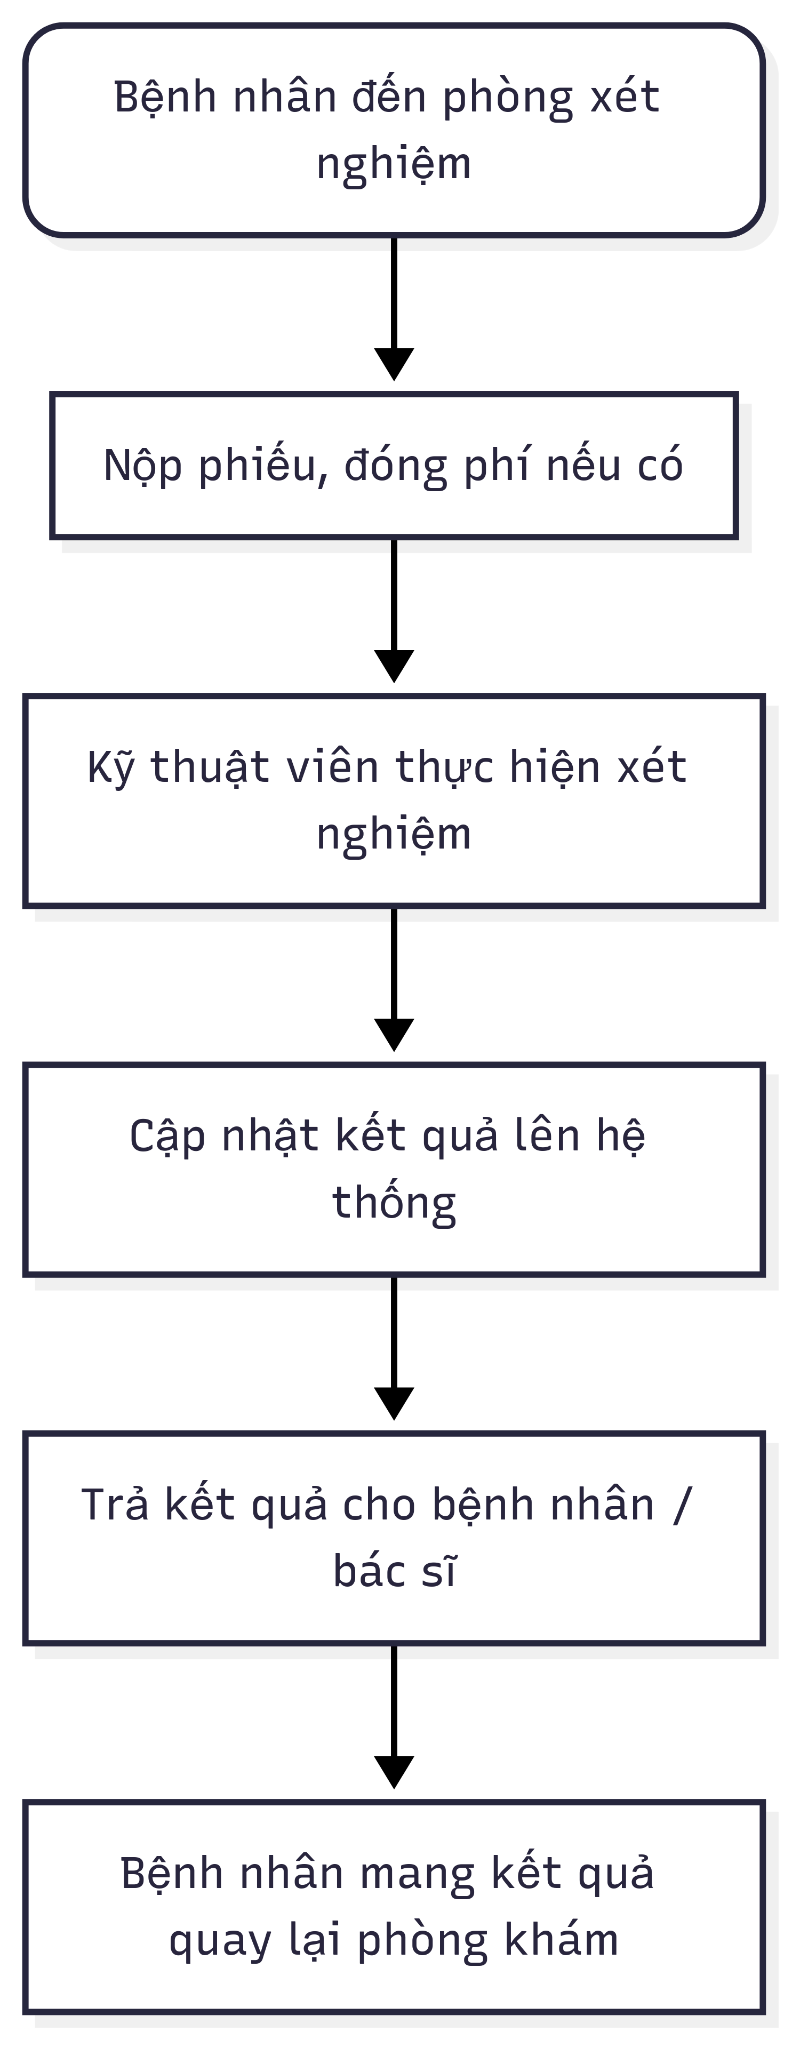 Bệnh nhân đến phòng xét
nghiệm
Nộp phiếu, đóng phí nếu có
Kỹ thuật viên thực hiện xét
nghiệm
Cập nhật kết quả lên hệ
thống
Trả kết quả cho bệnh nhân /
bác sĩ
Bệnh nhân mang kết quả
quay lại phòng khám